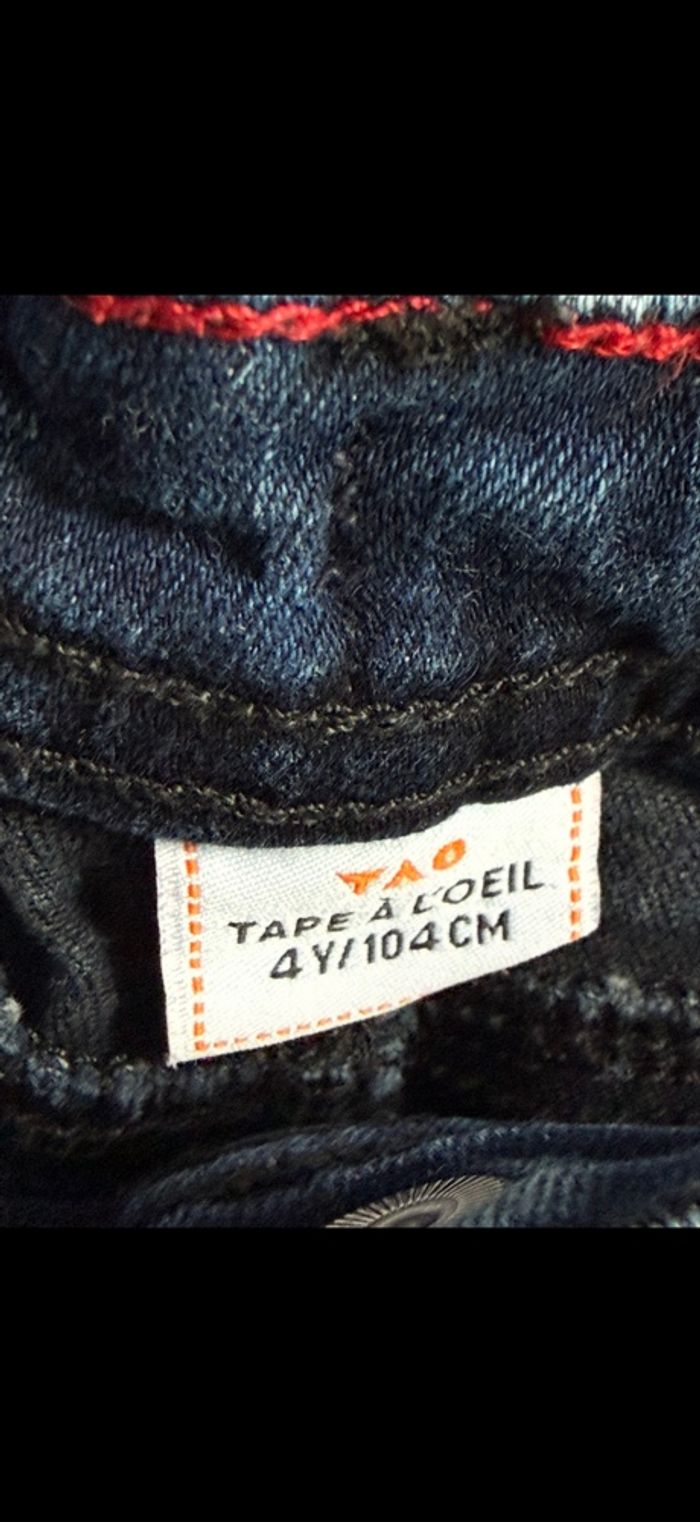 TAO
TAPE À L'OEIL
4Y/104CM